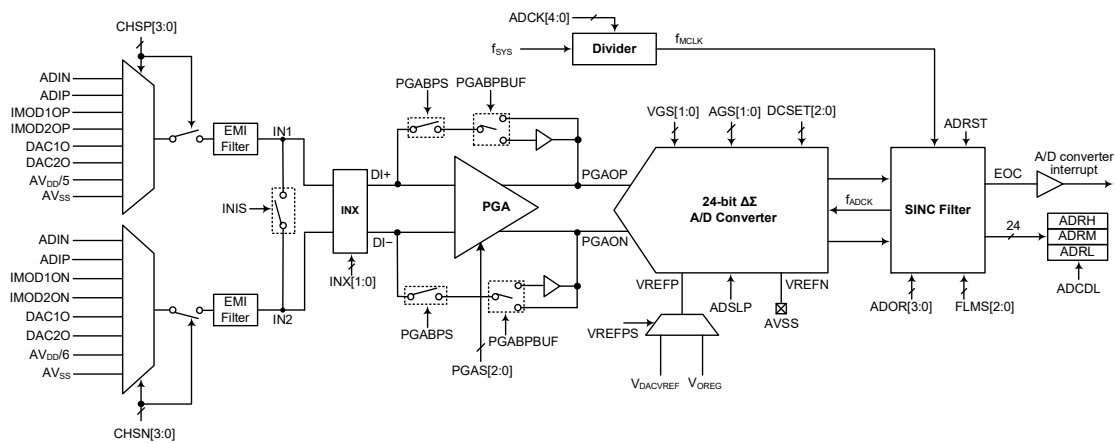 ADCK[4:0]
CHSP[3:0]
fSYS
Divider
fMCLK
ADIN
ADIP
IMOD1OP
IMOD2OP
DAC1O
DAC2O
AVDD/5
AVSS
EMI
Filter
IN1
PGABPS
PGABPBUF
VGS[1:0]
AGS[1:0]
DCSET[2:0]
ADRST
INIS
DI+
DI−
INX
INX[1:0]
PGA
PGAOP
PGAON
24-bit ΔΣ
A/D Converter
fADCK
SINC Filter
EOC
A/D converter
interrupt
24
ADRH
ADRM
ADRL
ADCDL
ADIN
ADIP
IMOD1ON
IMOD2ON
DAC1O
DAC2O
AVDD/6
AVSS
EMI
Filter
IN2
CHSN[3:0]
PGABPS
PGABPBUF
PGAS[2:0]
VREFP
VREFN
VREFPS
ADSLP
AVSS
VDACVREF
VOREG
ADOR[3:0]
FLMS[2:0]